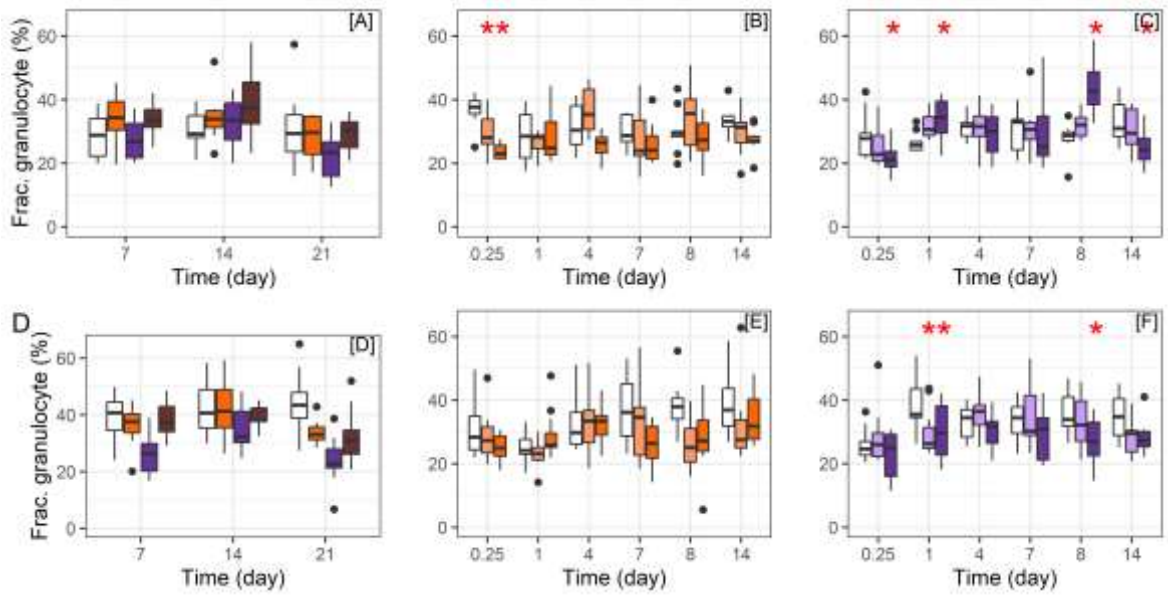 [A] [B] [C]
** * * * *
Frac. granulocyte (%)
60 60 60
40 40 40
20 20 20
0 0 0
7 14 21 0.25 1 4 7 8 14 0.25 1 4 7 8 14
Time (day) Time (day) Time (day)
D
[D] [E] [F]
** *
Frac. granulocyte (%)
60 60 60
40 40 40
20 20 20
0 0 0
7 14 21 0.25 1 4 7 8 14 0.25 1 4 7 8 14
Time (day) Time (day) Time (day)